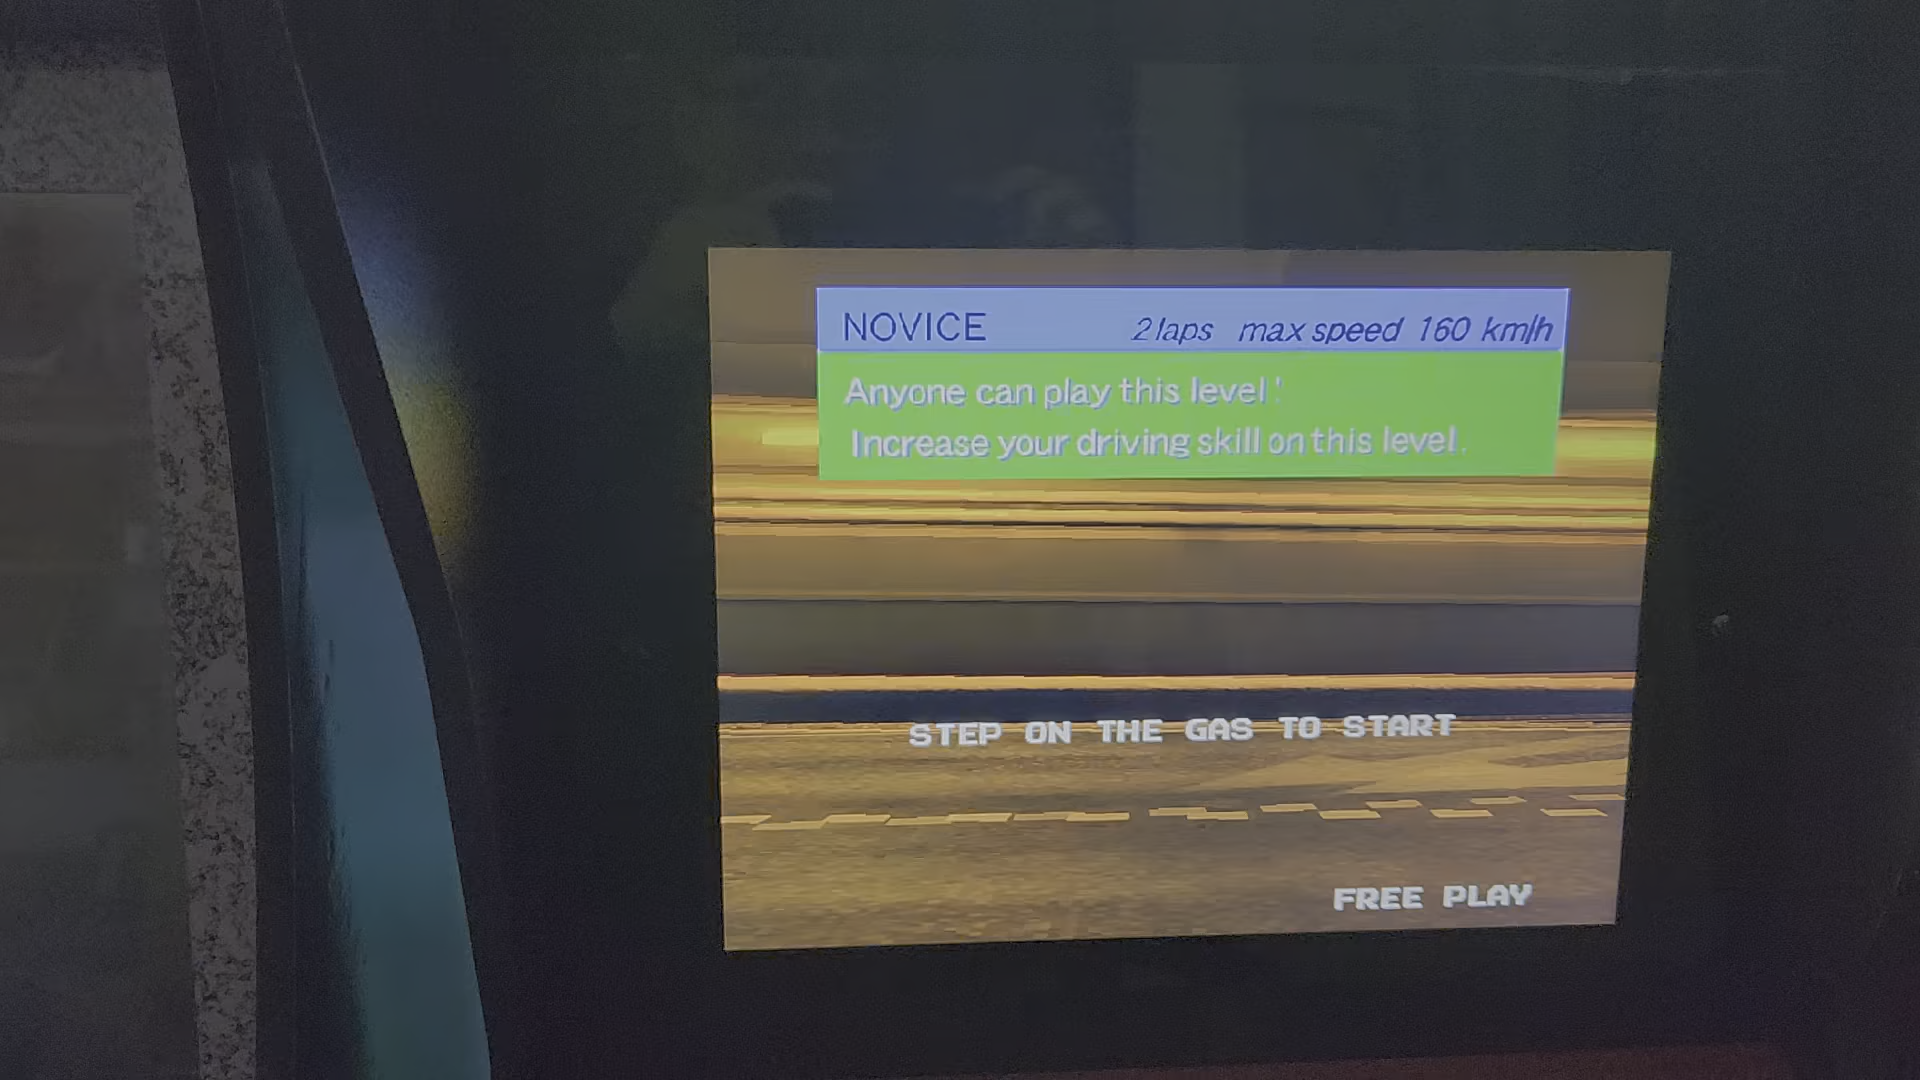 NOVICE 2 laps max speed 160 km/h
Anyone can play this level!
Increase your driving skill on this level.
STEP ON THE GAS TO START
FREE PLAY